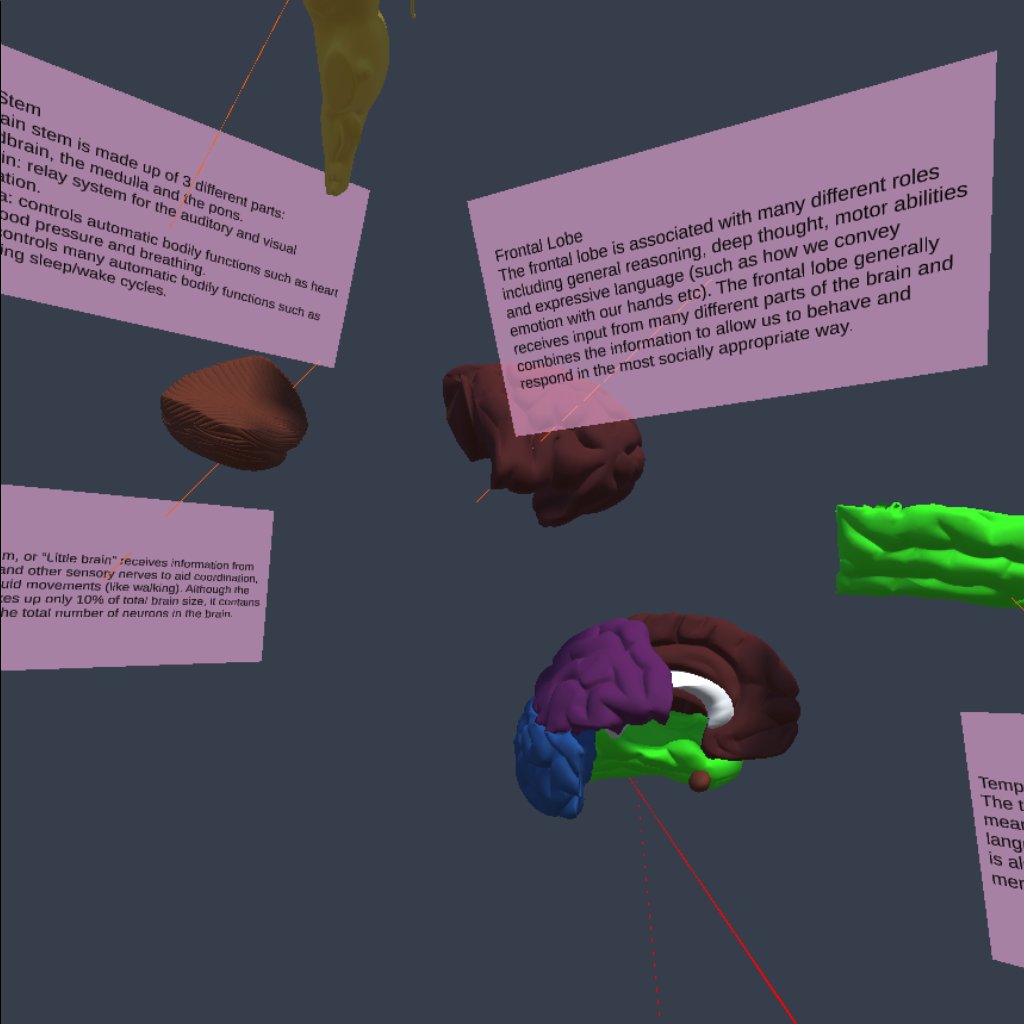 Stem
ain stem is made up of 3 different parts:
dbrain, the medulla and the pons.
in: relay system for the auditory and visual
ation.
a: controls automatic bodily functions such as heart
ood pressure and breathing.
controls many automatic bodily functions such as
ing sleep/wake cycles.
Frontal Lobe
The frontal lobe is associated with many different roles
including general reasoning, deep thought, motor abilities
and expressive language (such as how we convey
emotion with our hands etc). The frontal lobe generally
receives input from many different parts of the brain and
combines the information to allow us to behave and
respond in the most socially appropriate way.
m, or "Little brain" receives information from
and other sensory nerves to aid coordination,
uid movements (like walking). Although the
kes up only 10% of total brain size, it contains
he total number of neurons in the brain.
Temp
The t
mean
langu
is al
mem